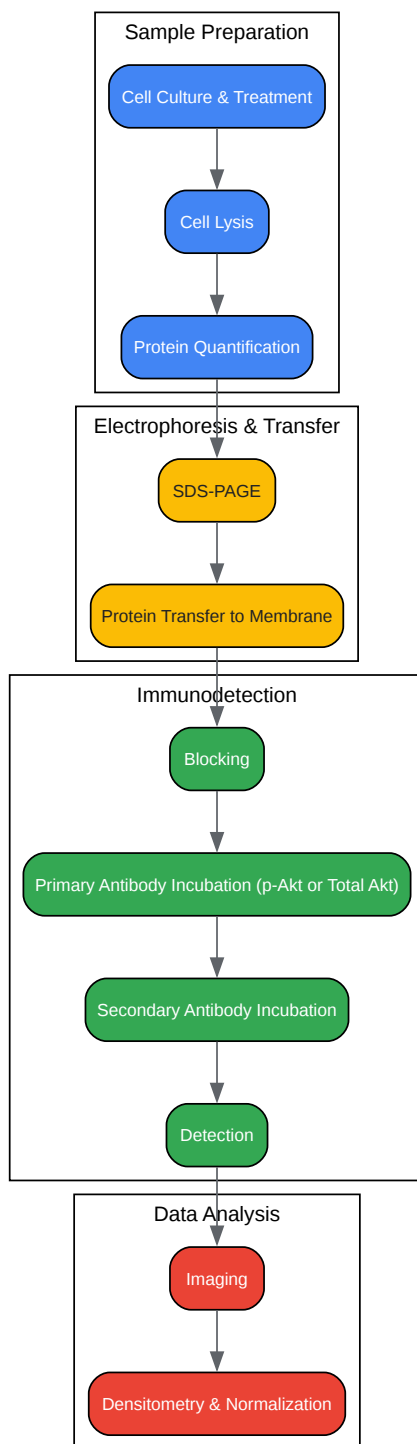 Sample Preparation
Cell Culture & Treatment
Cell Lysis
Protein Quantification
Electrophoresis & Transfer
SDS-PAGE
Protein Transfer to Membrane
Immunodetection
Blocking
Primary Antibody Incubation (p-Akt or Total Akt)
Secondary Antibody Incubation
Detection
Data Analysis
Imaging
Densitometry & Normalization